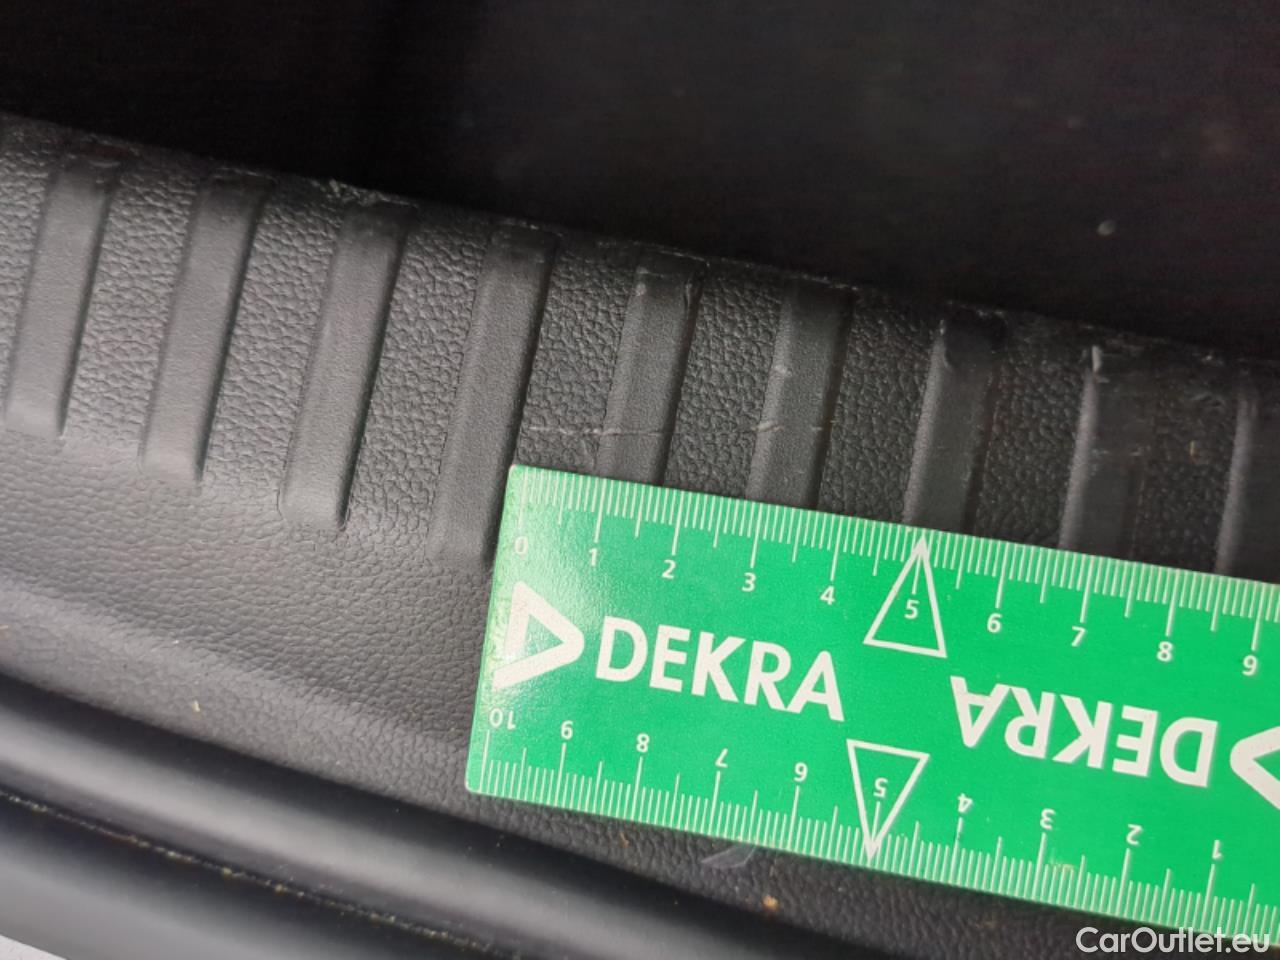 0 1 2 3 4 5 6 7 8 9
DEKRA
DEKRA
10 9 8 7 6 5 4 3 2 1
CarOutlet.eu